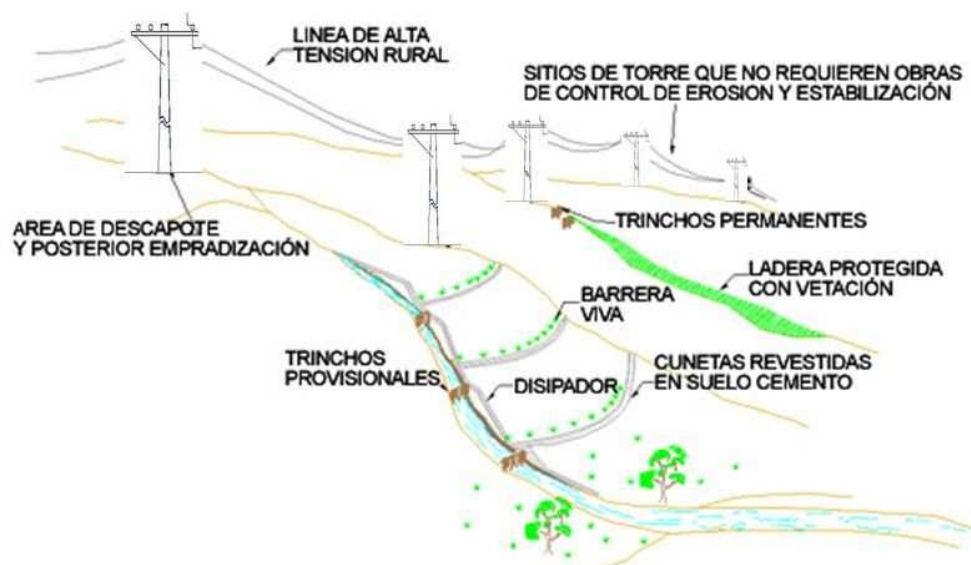 LINEA DE ALTA
TENSION RURAL
SITIOS DE TORRE QUE NO REQUIEREN OBRAS
DE CONTROL DE EROSION Y ESTABILIZACIÓN
AREA DE DESCAPOTE
Y POSTERIOR EMPRADIZACIÓN
TRINCHOS PERMANENTES
LADERA PROTEGIDA
CON VETACIÓN
BARRERA
VIVA
TRINCHOS
PROVISIONALES
DISIPADOR
CUNETAS REVESTIDAS
EN SUELO CEMENTO